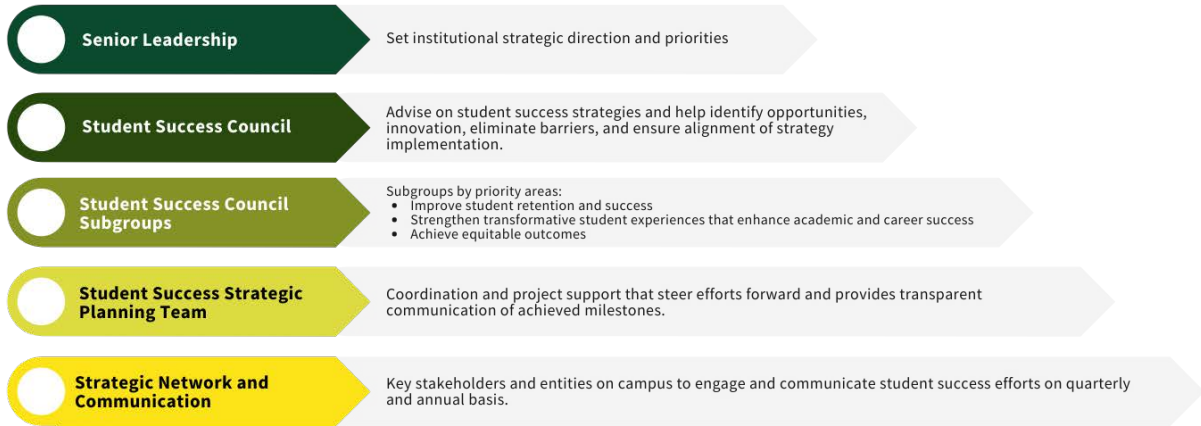 Senior Leadership
Set institutional strategic direction and priorities
Student Success Council
Advise on student success strategies and help identify opportunities,
innovation, eliminate barriers, and ensure alignment of strategy
implementation.
Student Success Council
Subgroups
Subgroups by priority areas:
• Improve student retention and success
• Strengthen transformative student experiences that enhance academic and career success
• Achieve equitable outcomes
Student Success Strategic
Planning Team
Coordination and project support that steer efforts forward and provides transparent
communication of achieved milestones.
Strategic Network and
Communication
Key stakeholders and entities on campus to engage and communicate student success efforts on quarterly
and annual basis.